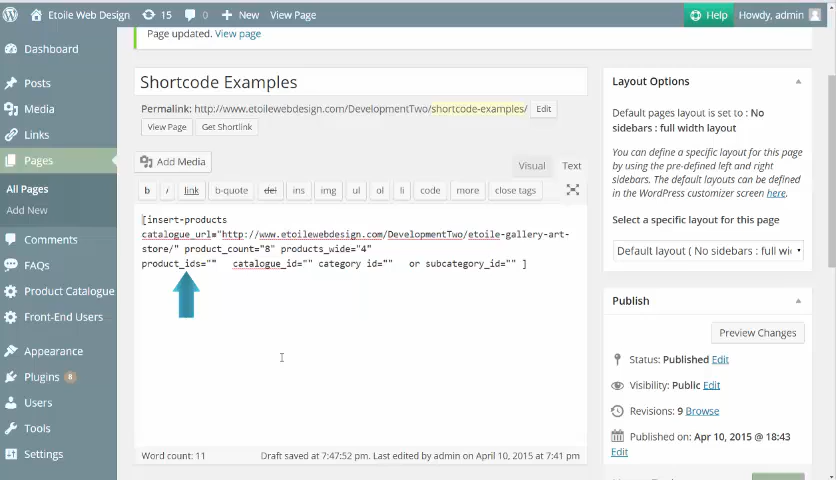 Etoile Web Design 15 0 New View Page Help Howdy, admin
Dashboard
Posts
Media
Links
Pages
All Pages
Add New
Comments
FAQs
Product Catalogue
Front-End Users
Appearance
Plugins 8
Users
Tools
Settings
Page updated. View page
Shortcode Examples
Permalink: http://www.etoilewebdesign.com/DevelopmentTwo/shortcode-examples/ Edit
View Page Get Shortlink
Add Media
Visual Text
b i link b-quote del ins img ul ol li code more close tags
[insert-products
catalogue_url="http://www.etoilewebdesign.com/DevelopmentTwo/etoile-gallery-art-
store/" product_count="8" products_wide="4"
product_ids="" catalogue_id="" category id="" or subcategory_id="" ]
Word count: 11 Draft saved at 7:47:52 pm. Last edited by admin on April 10, 2015 at 7:41 pm
Layout Options
Default pages layout is set to : No
sidebars : full width layout
You can define a specific layout for this page
by using the pre-defined left and right
sidebars. The default layouts can be defined
in the WordPress customizer screen here.
Select a specific layout for this page
Default layout ( No sidebars : full wi
Publish
Preview Changes
Status: Published Edit
Visibility: Public Edit
Revisions: 9 Browse
Published on: Apr 10, 2015 @ 18:43
Edit